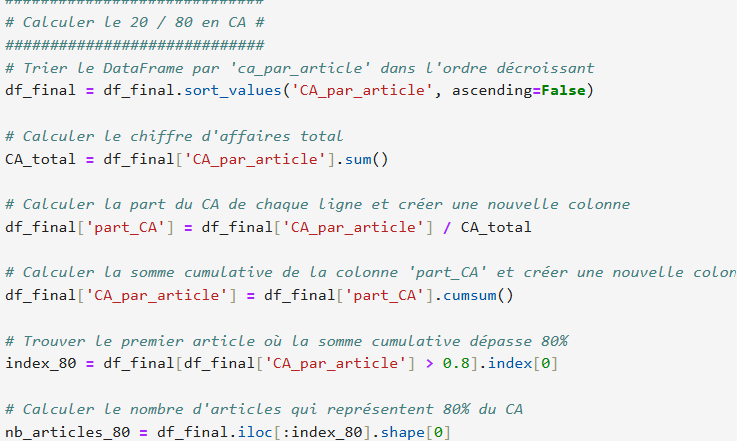 ##############################
# Calculer le 20 / 80 en CA #
##############################
# Trier le DataFrame par 'ca_par_article' dans l'ordre décroissant
df_final = df_final.sort_values('CA_par_article', ascending=False)
# Calculer le chiffre d'affaires total
CA_total = df_final['CA_par_article'].sum()
# Calculer la part du CA de chaque ligne et créer une nouvelle colonne
df_final['part_CA'] = df_final['CA_par_article'] / CA_total
# Calculer la somme cumulative de la colonne 'part_CA' et créer une nouvelle
df_final['CA_par_article'] = df_final['part_CA'].cumsum()
# Trouver le premier article où la somme cumulative dépasse 80%
index_80 = df_final[df_final['CA_par_article'] > 0.8].index[0]
# Calculer le nombre d'articles qui représentent 80% du CA
nb_articles_80 = df_final.iloc[:index_80].shape[0]